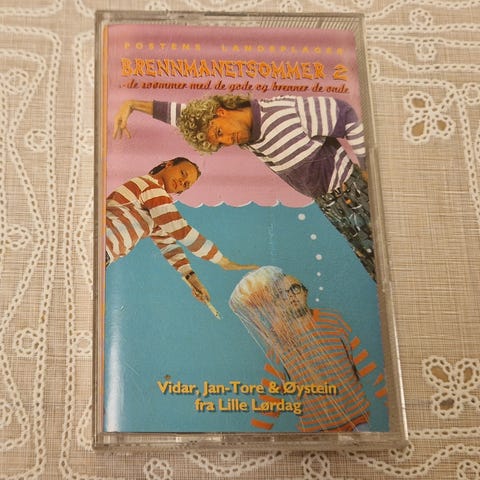 POSTENS LANDSPLAGER
BRENNMANETSOMMER 2
-de svømmer med de gode og brenner de onde
Vidar, Jan-Tore & Øystein
fra Lille Lørdag